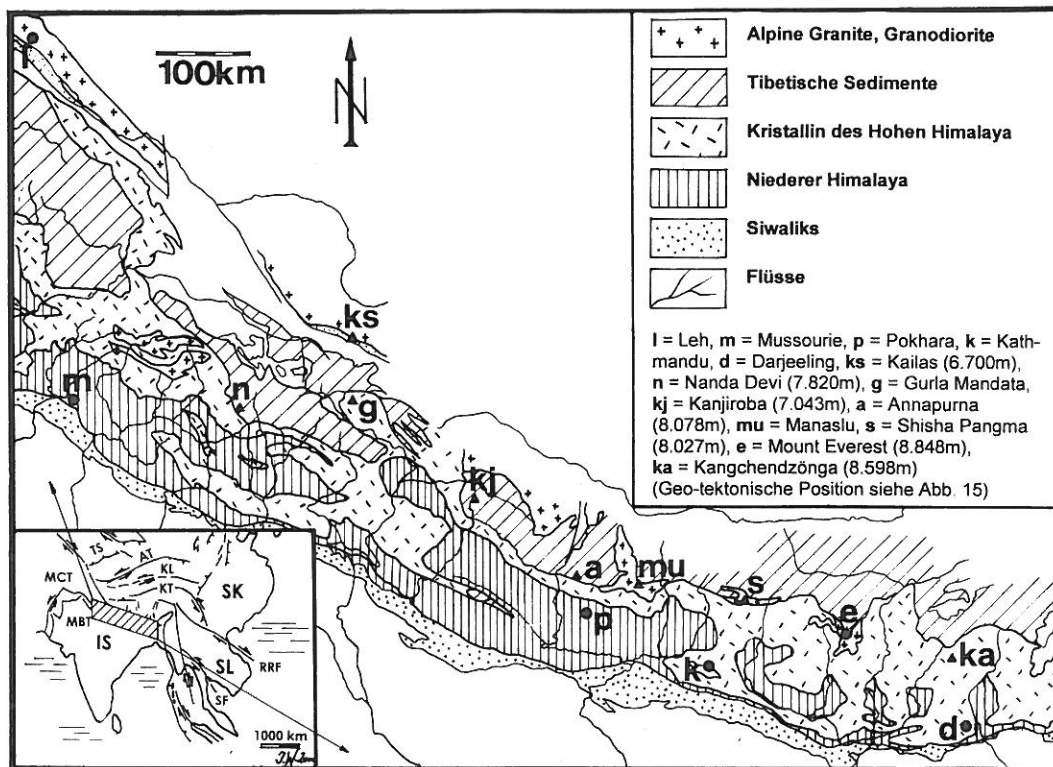 100km
N
Alpine Granite, Granodiorite
Tibetische Sedimente
Kristallin des Hohen Himalaya
Niederer Himalaya
Siwaliks
Flüsse
l = Leh, m = Mussourie, p = Pokhara, k = Kath-
mandu, d = Darjeeling, ks = Kailas (6.700m),
n = Nanda Devi (7.820m), g = Gurla Mandata,
kj = Kanjiroba (7.043m), a = Annapurna
(8.078m), mu = Manaslu, s = Shisha Pangma
(8.027m), e = Mount Everest (8.848m),
ka = Kangchendzönga (8.598m)
(Geo-tektonische Position siehe Abb. 15)
l
ks
m
n
g
kj
a
mu
s
p
e
k
ka
d
TS
AT
MCT
KL
KT
SK
MBT
IS
SL
RRF
SF
1000 km